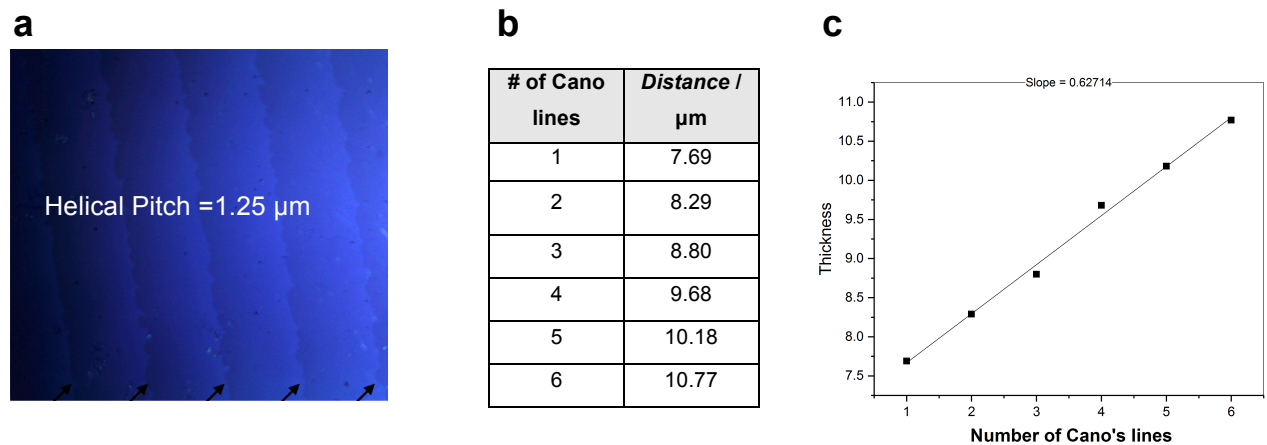 a
Helical Pitch =1.25 μm
b
# of Cano lines Distance / μm
1 7.69
2 8.29
3 8.80
4 9.68
5 10.18
6 10.77
c
Slope = 0.62714
11.0
10.5
10.0
9.5
9.0
8.5
8.0
7.5
Thickness
1 2 3 4 5 6
Number of Cano's lines